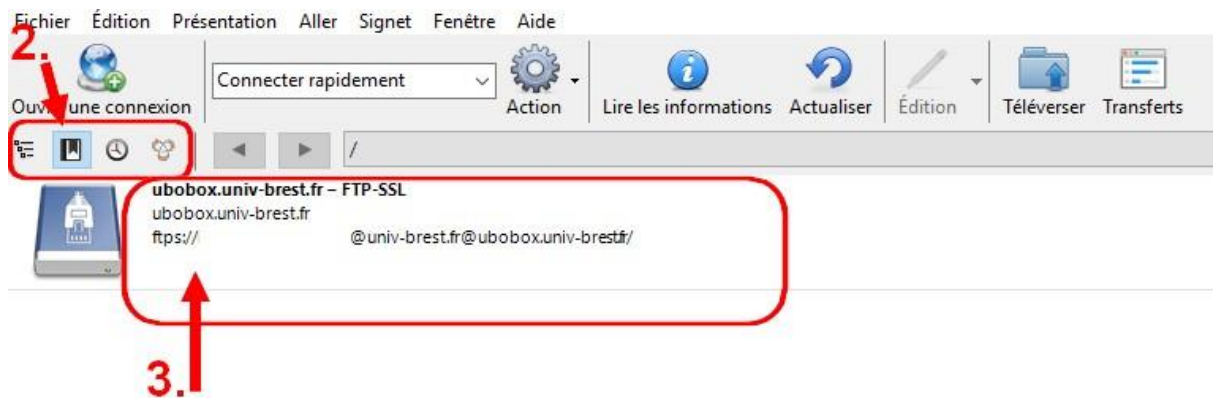 Fichier Édition Présentation Aller Signet Fenêtre Aide
2.
Ouvrir une connexion
Connecter rapidement
Action
Lire les informations
Actualiser
Édition
Téléverser
Transferts
/
ubobox.univ-brest.fr – FTP-SSL
ubobox.univ-brest.fr
ftps:// @univ-brest.fr@ubobox.univ-brest.fr/
3.